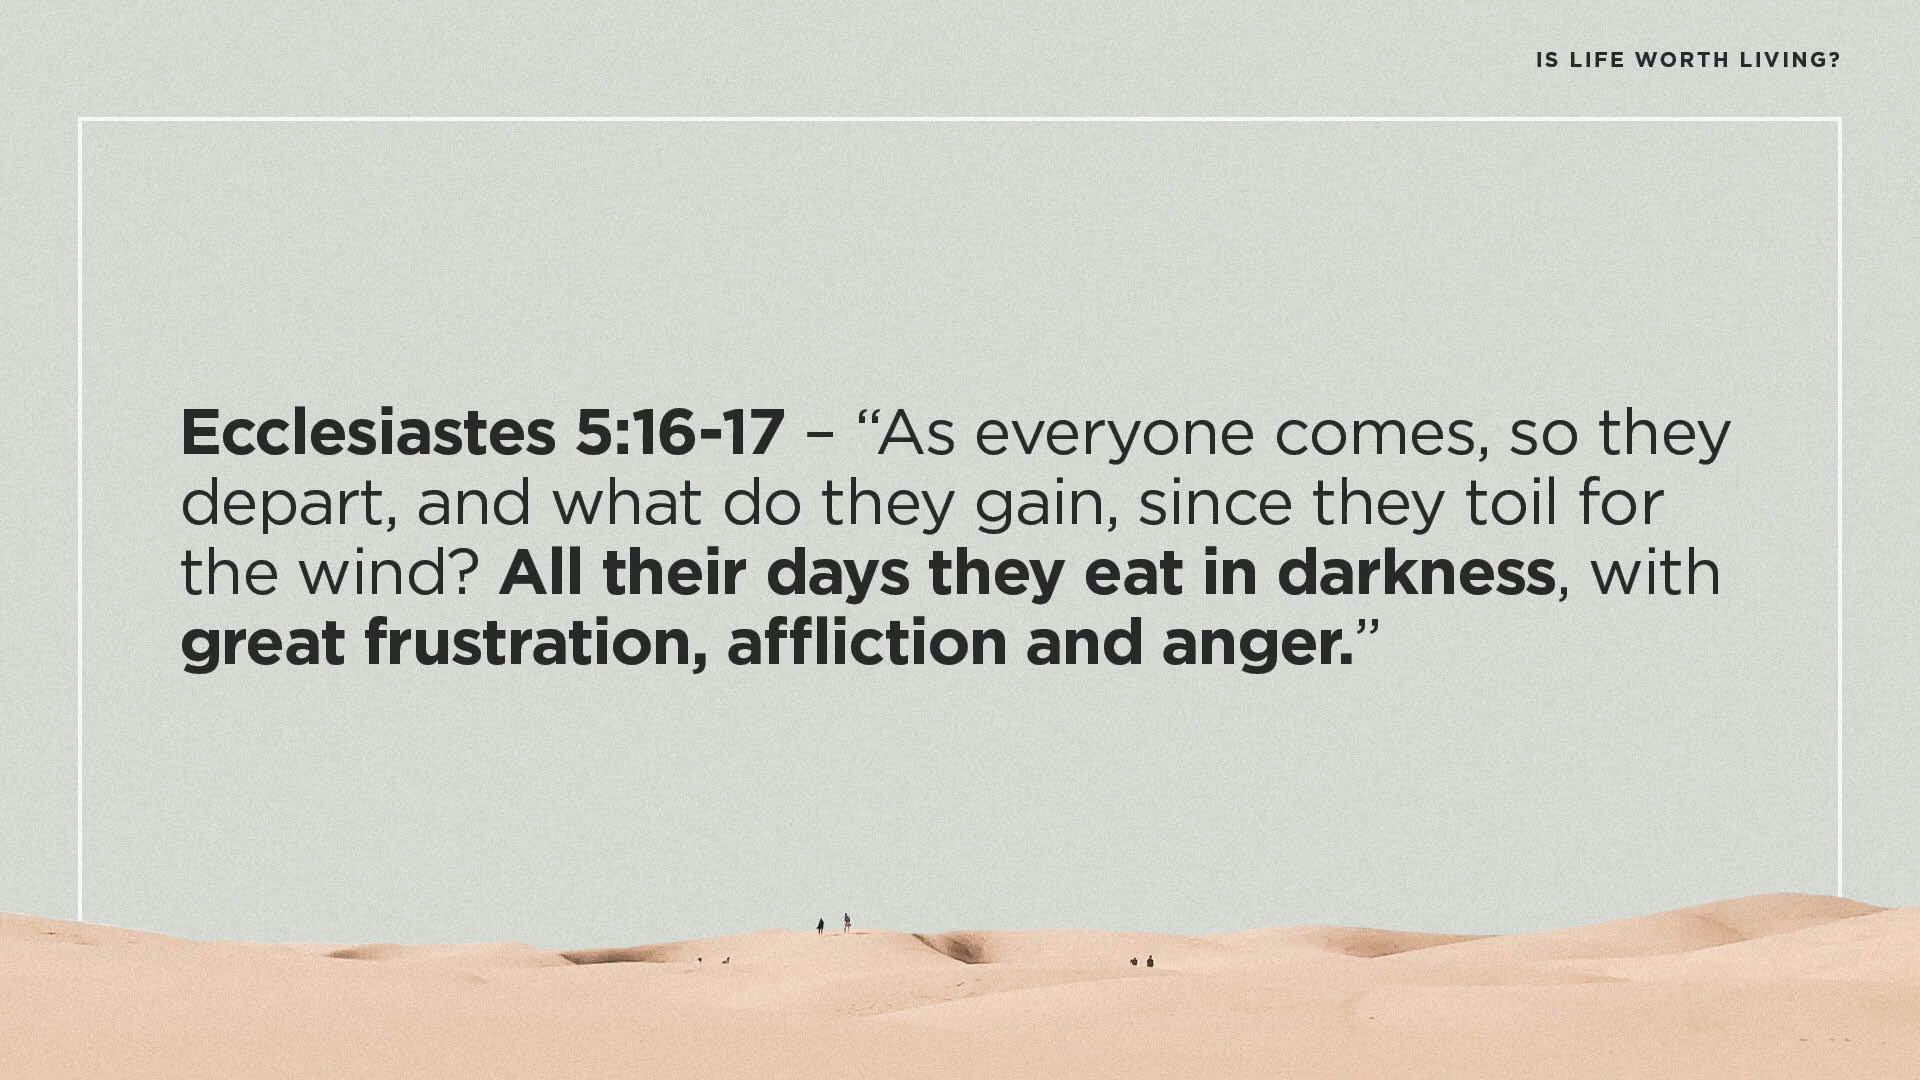 IS LIFE WORTH LIVING?
Ecclesiastes 5:16-17 – “As everyone comes, so they
depart, and what do they gain, since they toil for
the wind? All their days they eat in darkness, with
great frustration, affliction and anger.”